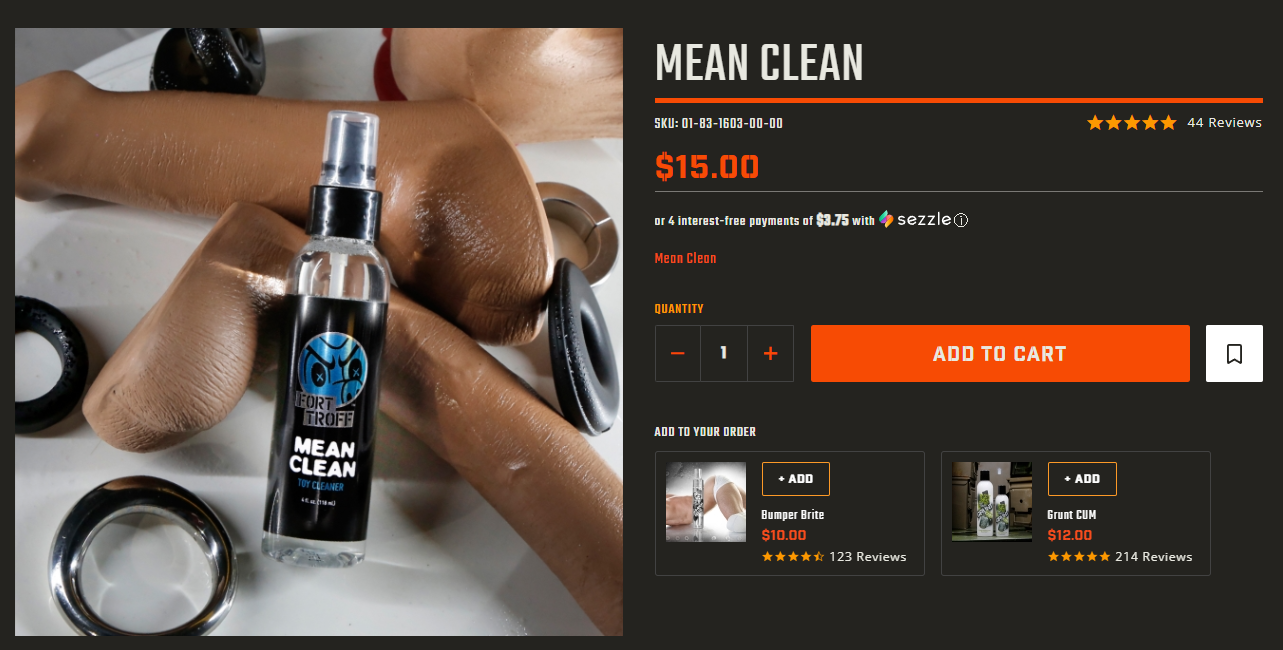 MEAN CLEAN
SKU: 01-83-1603-00-00
44 Reviews
$15.00
or 4 interest-free payments of $3.75 with sezzle
Mean Clean
QUANTITY
− 1 +
ADD TO CART
ADD TO YOUR ORDER
+ ADD
Bumper Brite
$10.00
123 Reviews
+ ADD
Grunt CUM
$12.00
214 Reviews
FORT
TROFF
MEAN
CLEAN
TOY CLEANER
4 fl. oz. (118 ml)